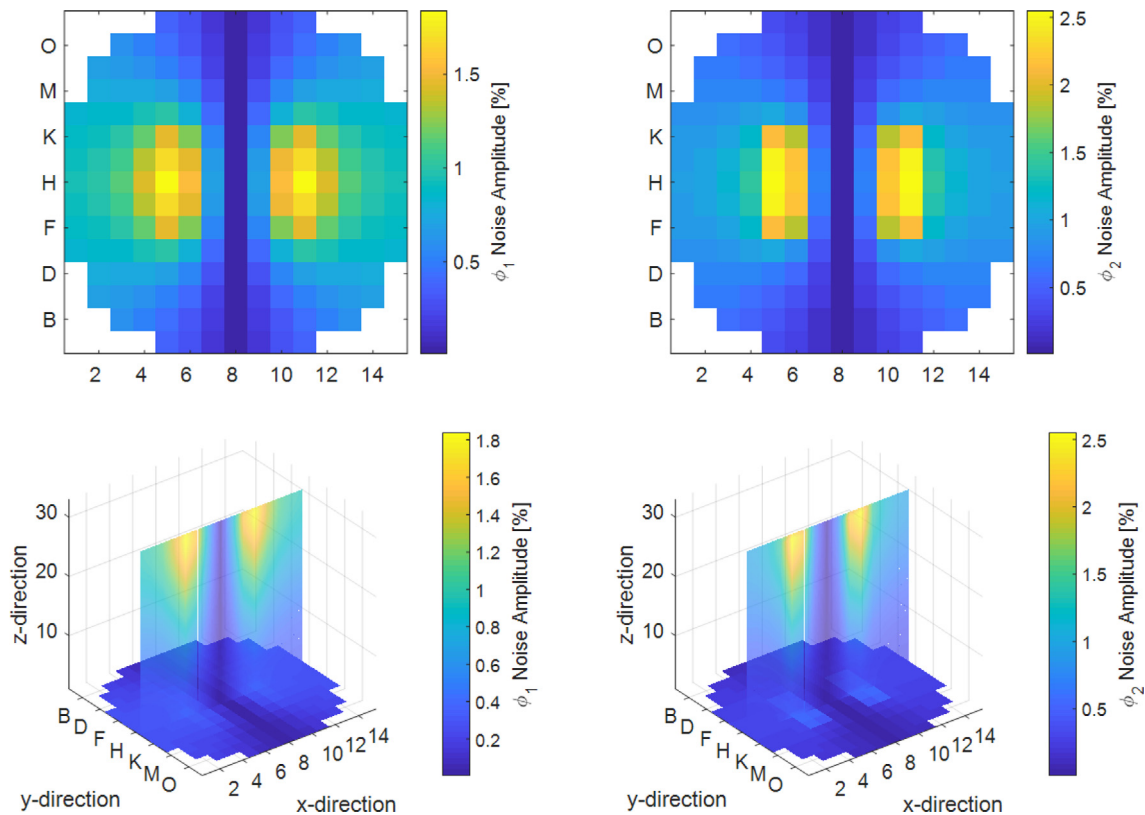 O
M
K
H
F
D
B
2 4 6 8 10 12 14
1.5
1
0.5
ϕ1 Noise Amplitude [%]
O
M
K
H
F
D
B
2 4 6 8 10 12 14
2.5
2
1.5
1
0.5
ϕ2 Noise Amplitude [%]
30
20
10
z-direction
B D F H K M O
y-direction
2 4 6 8 10 12 14
x-direction
1.8
1.6
1.4
1.2
1
0.8
0.6
0.4
0.2
ϕ1 Noise Amplitude [%]
30
20
10
z-direction
B D F H K M O
y-direction
2 4 6 8 10 12 14
x-direction
2.5
2
1.5
1
0.5
ϕ2 Noise Amplitude [%]